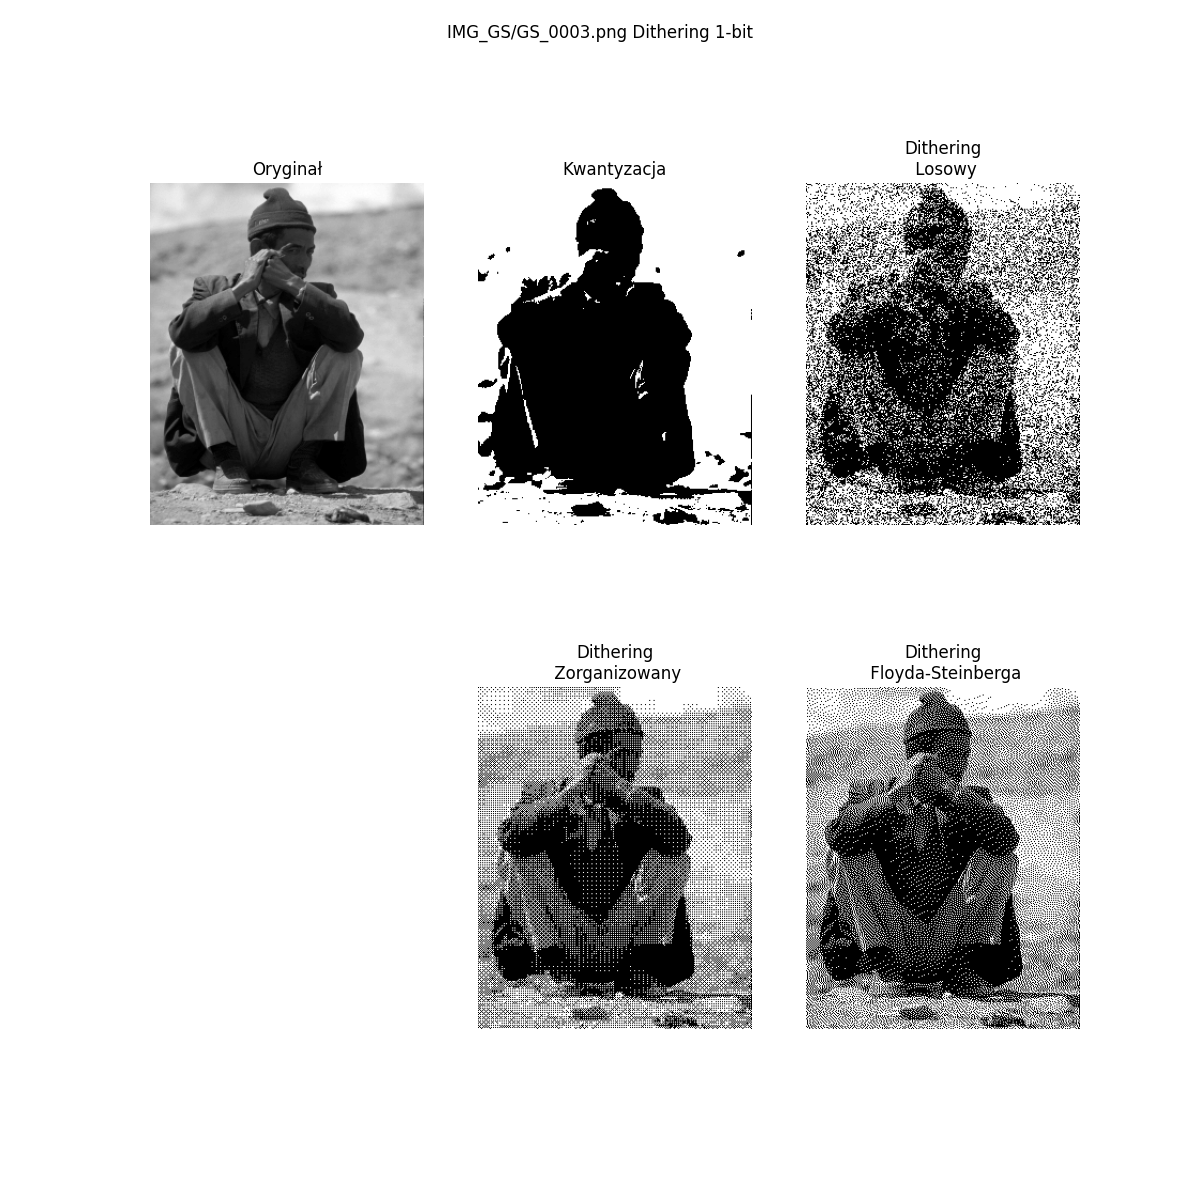 IMG_GS/GS_0003.png Dithering 1-bit
Oryginał
Kwantyzacja
Dithering
Losowy
Dithering
Zorganizowany
Dithering
Floyda-Steinberga